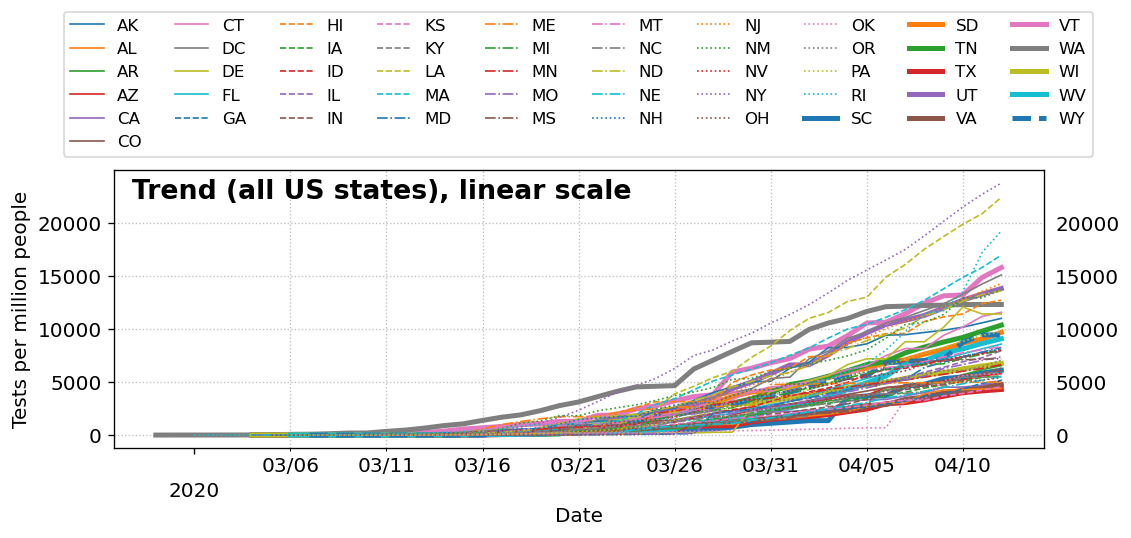 AK CT HI KS ME MT NJ OK SD VT
AL DC IA KY MI NC NM OR TN WA
AR DE ID LA MN ND NV PA TX WI
AZ FL IL MA MO NE NY RI UT WV
CA GA IN MD MS NH OH SC VA WY
CO
Trend (all US states), linear scale
Tests per million people
20000 20000
15000 15000
10000 10000
5000 5000
0 0
03/06 03/11 03/16 03/21 03/26 03/31 04/05 04/10
2020
Date